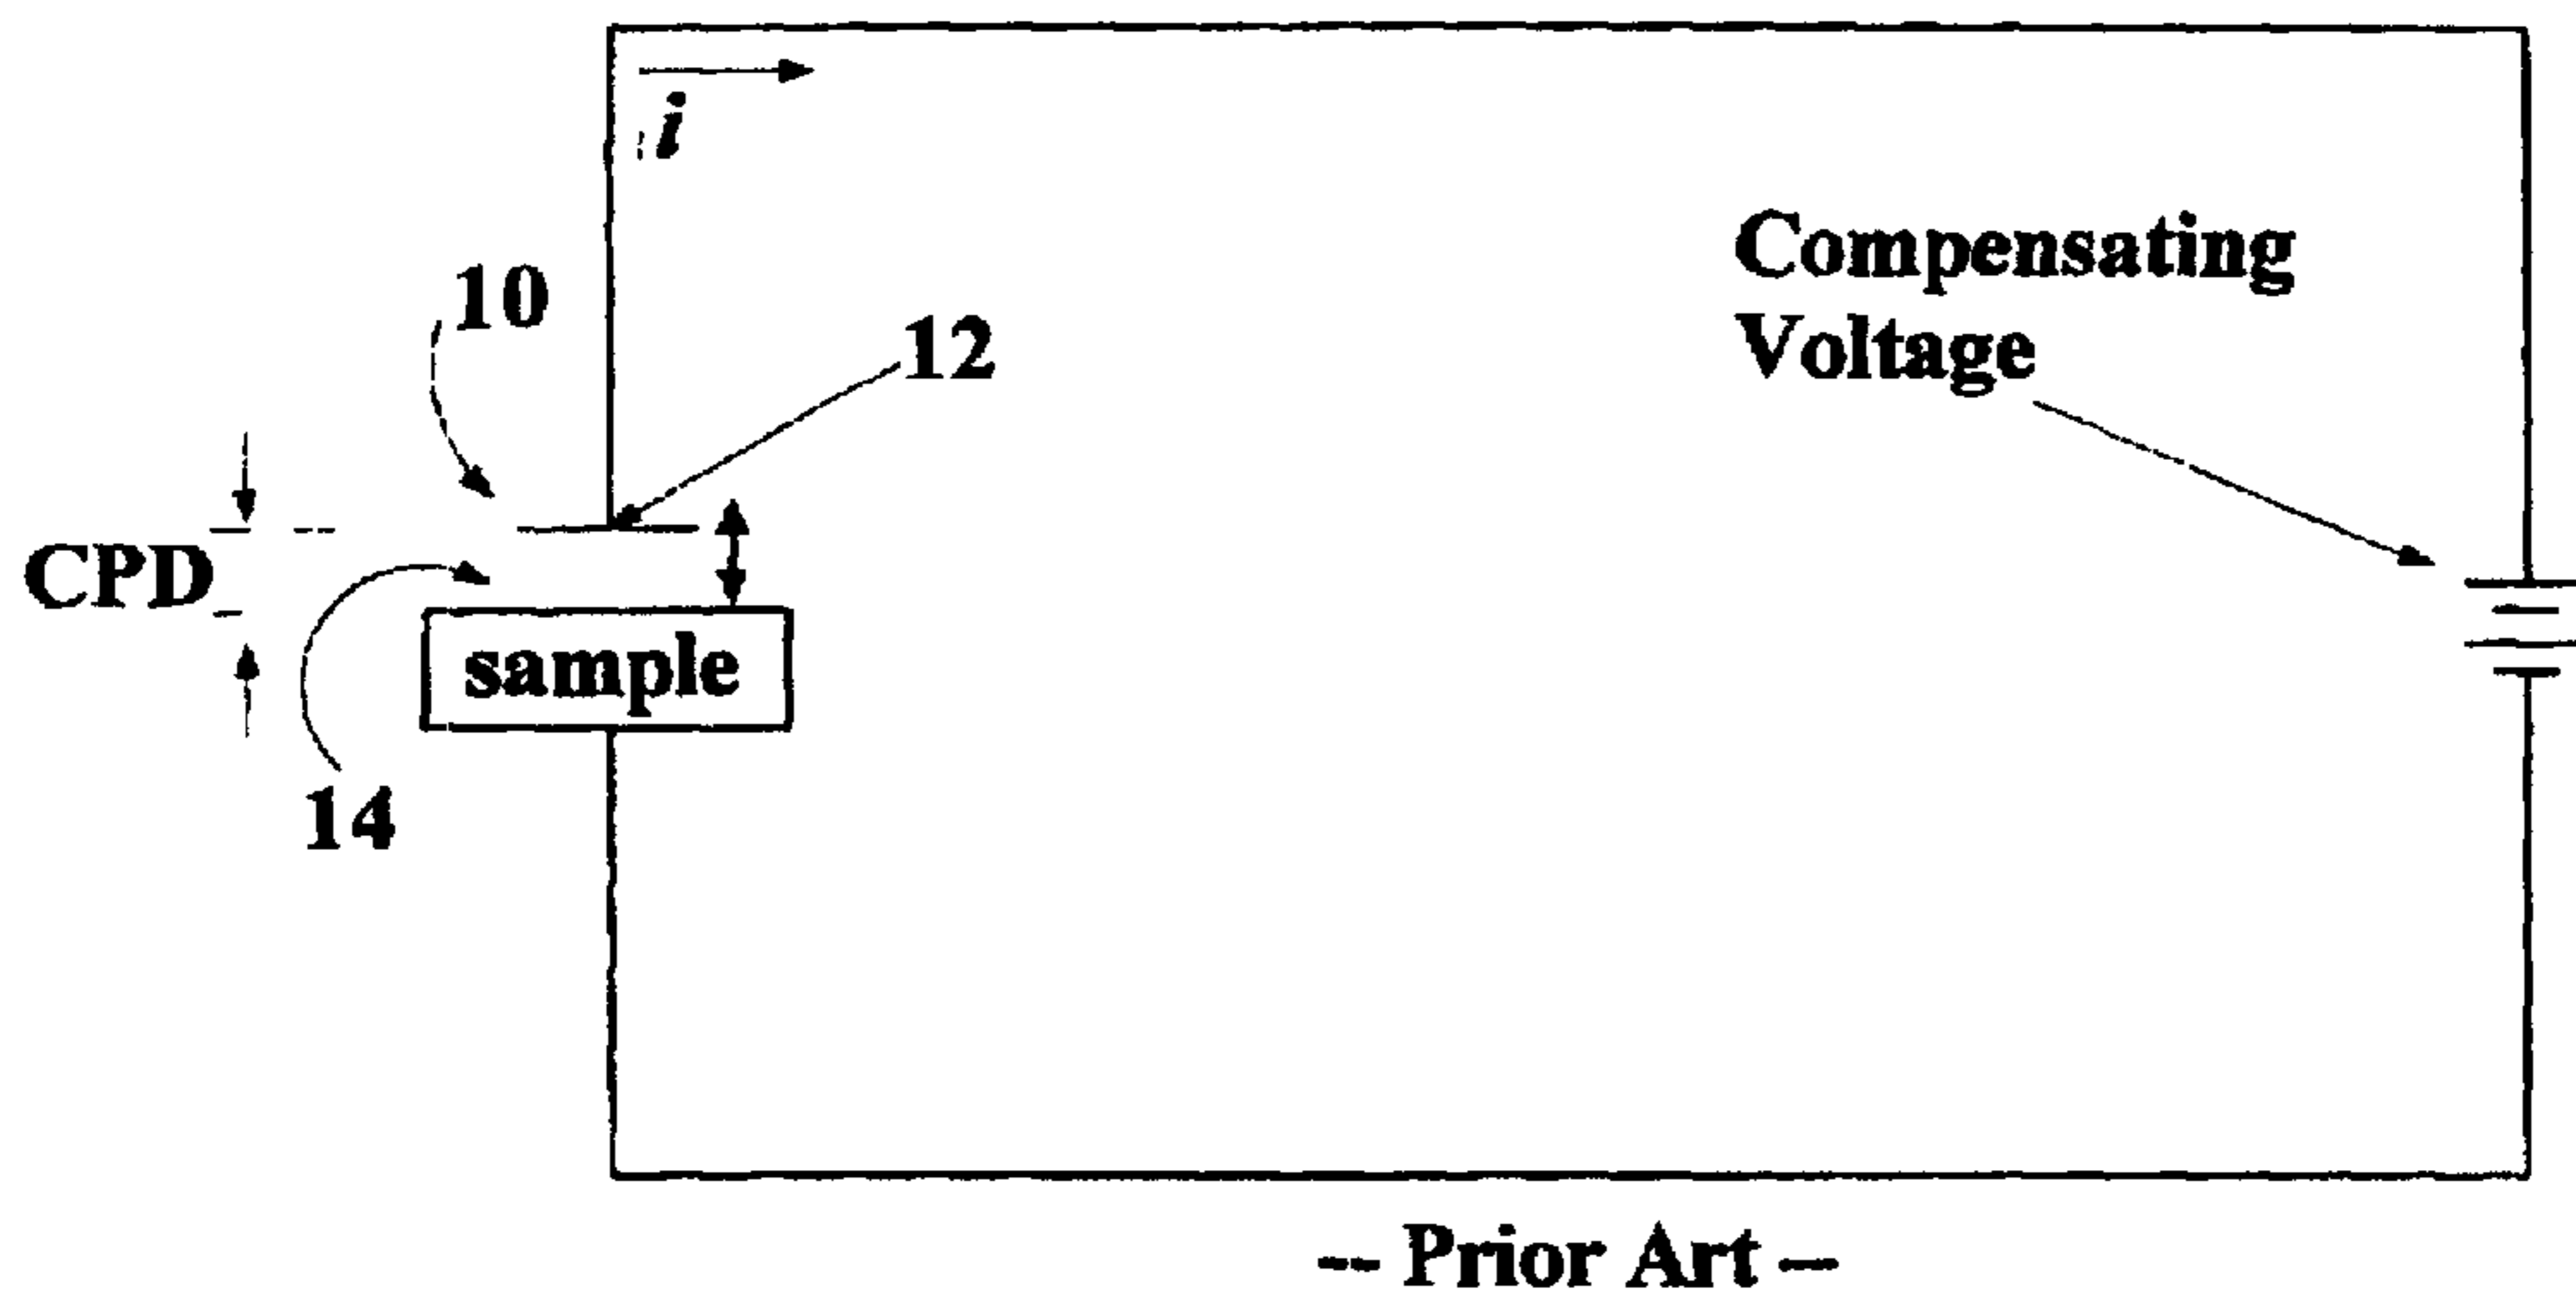 i
10
12
Compensating
Voltage
CPD
sample
14
-- Prior Art --